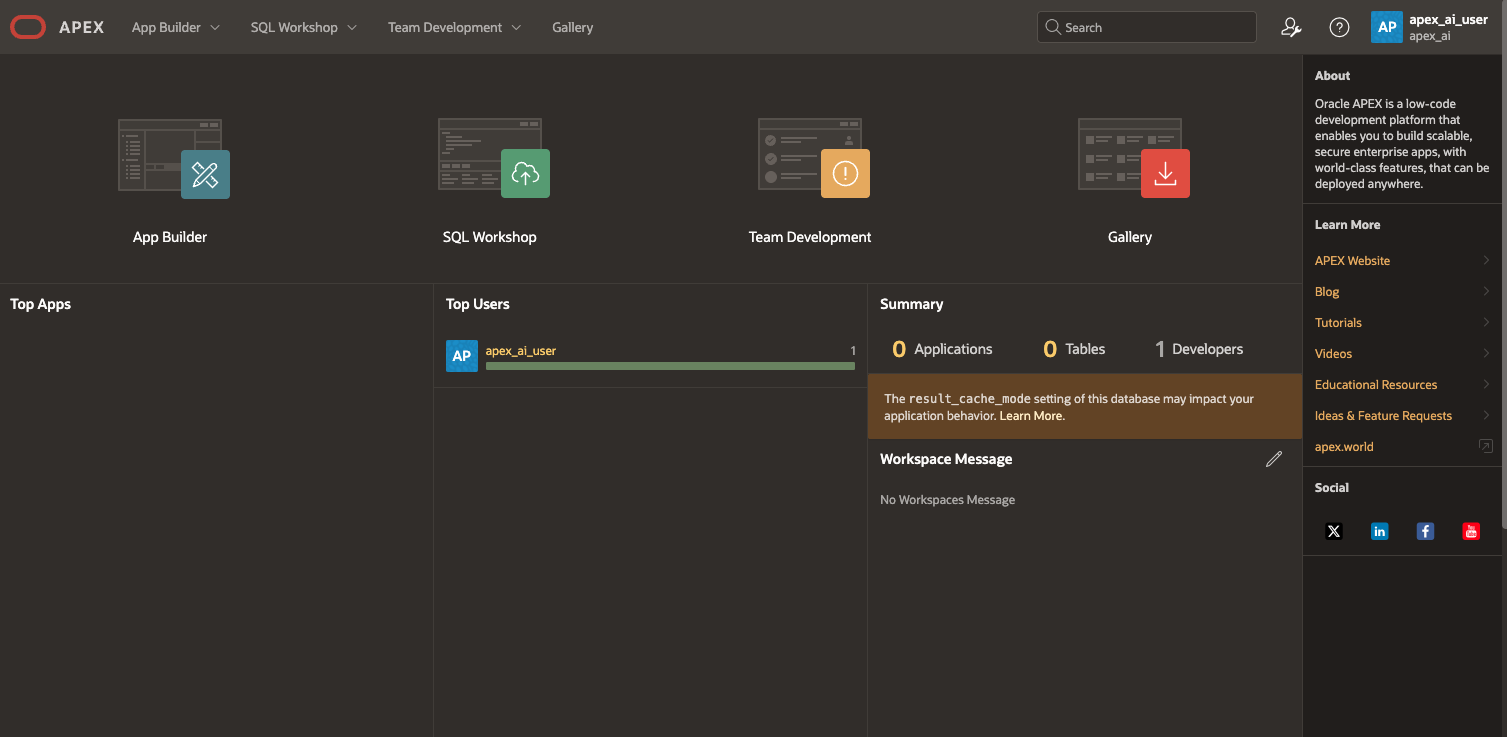 APEX App Builder SQL Workshop Team Development Gallery Search ? AP apex_ai_user
apex_ai
App Builder SQL Workshop Team Development Gallery
Top Apps
Top Users
AP apex_ai_user 1
Summary
0 Applications 0 Tables 1 Developers
The result_cache_mode setting of this database may impact your
application behavior. Learn More.
Workspace Message
No Workspaces Message
About
Oracle APEX is a low-code
development platform that
enables you to build scalable,
secure enterprise apps, with
world-class features, that can be
deployed anywhere.
Learn More
APEX Website
Blog
Tutorials
Videos
Educational Resources
Ideas & Feature Requests
apex.world
Social
X in f You Tube